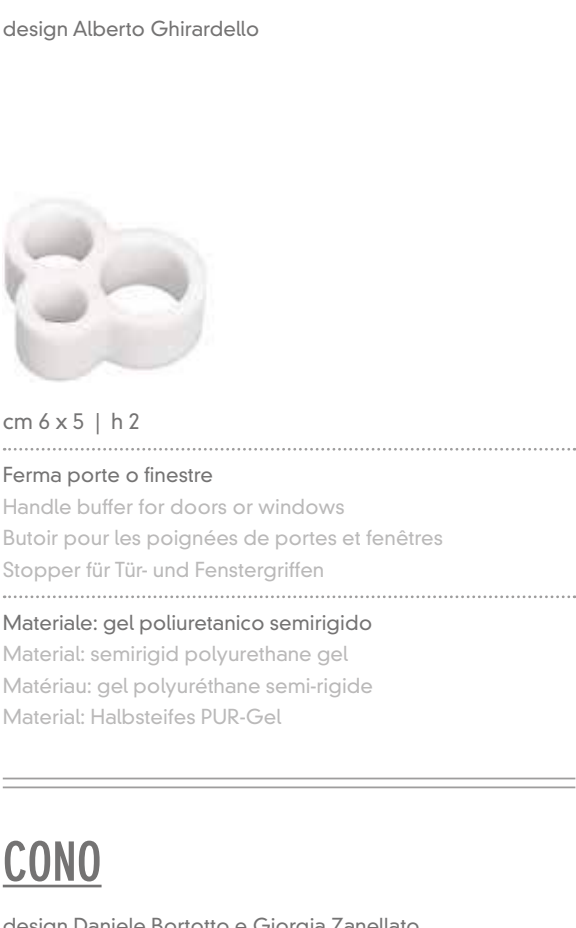 design Alberto Ghirardello
cm 6 x 5 | h 2
Ferma porte o finestre
Handle buffer for doors or windows
Butoir pour les poignées de portes et fenêtres
Stopper für Tür- und Fenstergriffen
Materiale: gel poliuretanico semirigido
Material: semirigid polyurethane gel
Matériau: gel polyuréthane semi-rigide
Material: Halbsteifes PUR-Gel
CONO
design Daniele Bortotto e Giorgia Zanellato